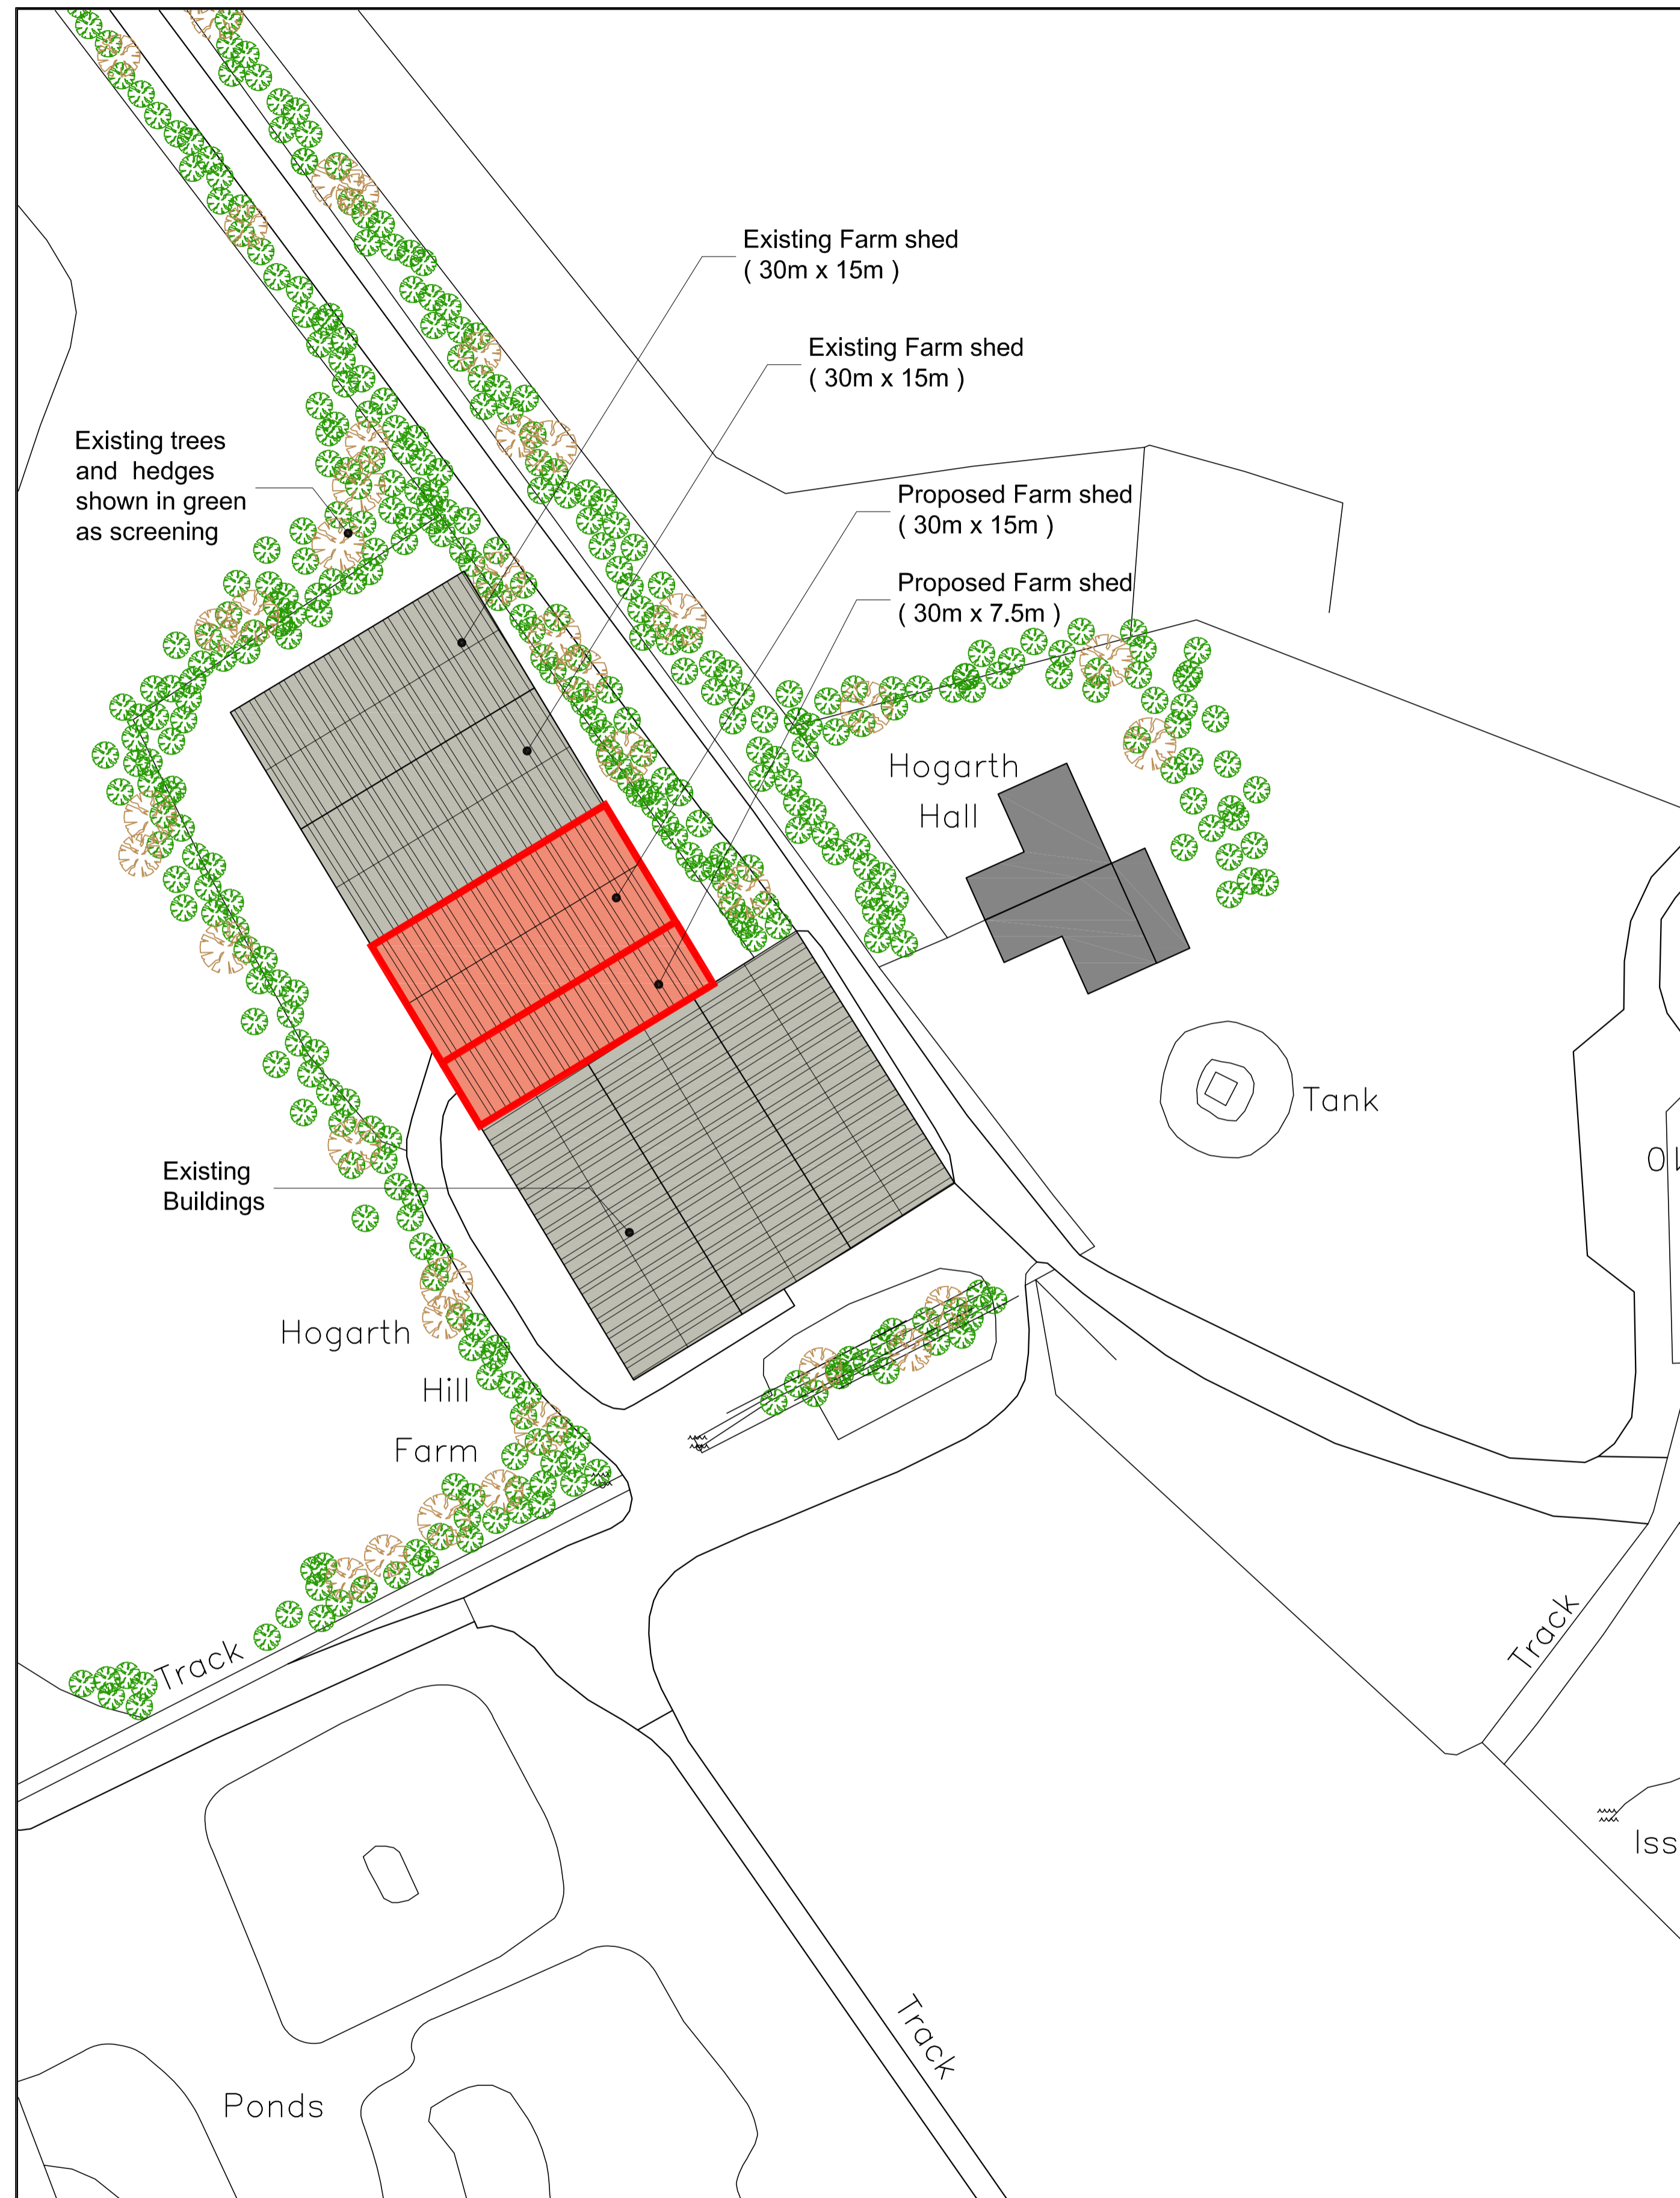 Existing Farm shed
( 30m x 15m )
Existing Farm shed
( 30m x 15m )
Existing trees
and hedges
shown in green
as screening
Proposed Farm shed
( 30m x 15m )
Proposed Farm shed
( 30m x 7.5m )
Hogarth
Hall
Tank
Existing
Buildings
Hogarth
Hill
Farm
Track
Track
Iss
Track
Ponds